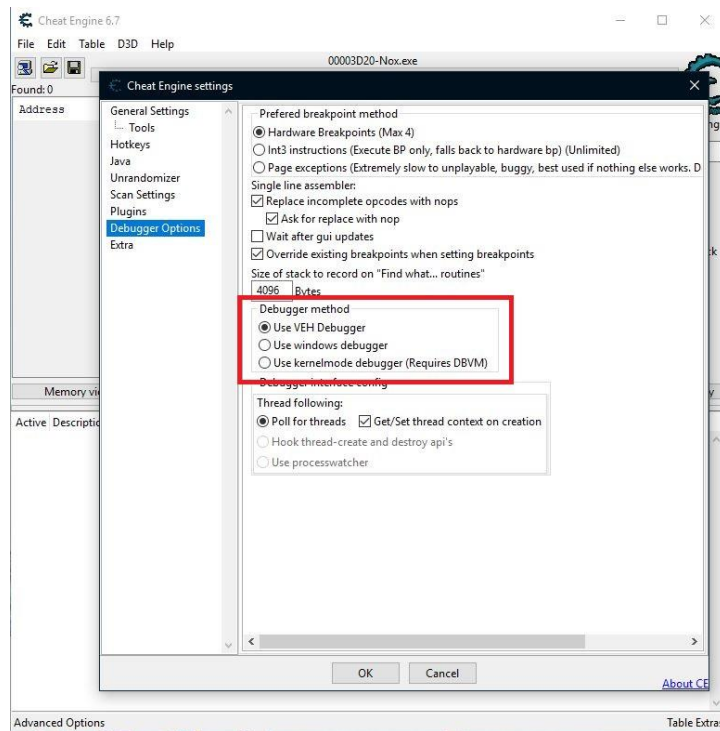 Cheat Engine 6.7
File Edit Table D3D Help
00003D20-Nox.exe
Found: 0
Address
Cheat Engine settings
General Settings
Tools
Hotkeys
Java
Unrandomizer
Scan Settings
Plugins
Debugger Options
Extra
Prefered breakpoint method
Hardware Breakpoints (Max 4)
Int3 instructions (Execute BP only, falls back to hardware bp) (Unlimited)
Page exceptions (Extremely slow to unplayable, buggy, best used if nothing else works. D
Single line assembler:
Replace incomplete opcodes with nops
Ask for replace with nop
Wait after gui updates
Override existing breakpoints when setting breakpoints
Size of stack to record on "Find what... routines"
4096 Bytes
Debugger method
Use VEH Debugger
Use windows debugger
Use kernelmode debugger (Requires DBVM)
Debugger interface config
Thread following:
Poll for threads Get/Set thread context on creation
Hook thread-create and destroy api's
Use processwatcher
Memory vi
Active Descriptio
OK Cancel
About CE
Advanced Options
Table Extras